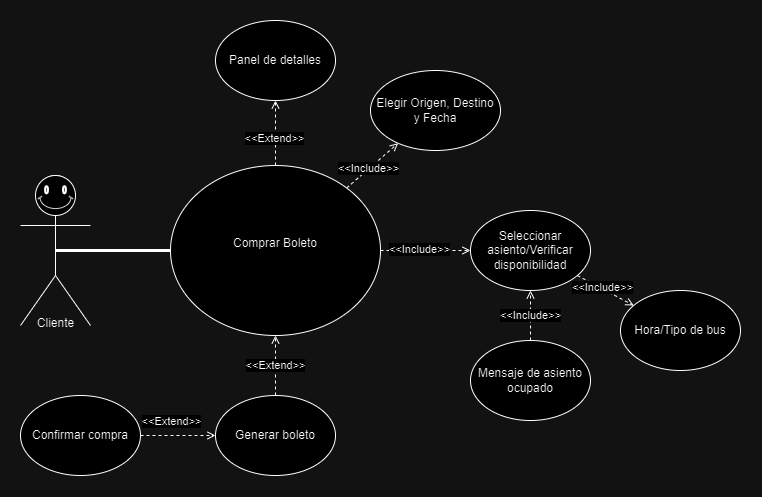 Panel de detalles
<<Extend>>
Elegir Origen, Destino
y Fecha
<<Include>>
Comprar Boleto
<<Include>>
Seleccionar
asiento/Verificar
disponibilidad
<<Include>>
Hora/Tipo de bus
<<Include>>
Mensaje de asiento
ocupado
Cliente
<<Extend>>
Confirmar compra
<<Extend>>
Generar boleto